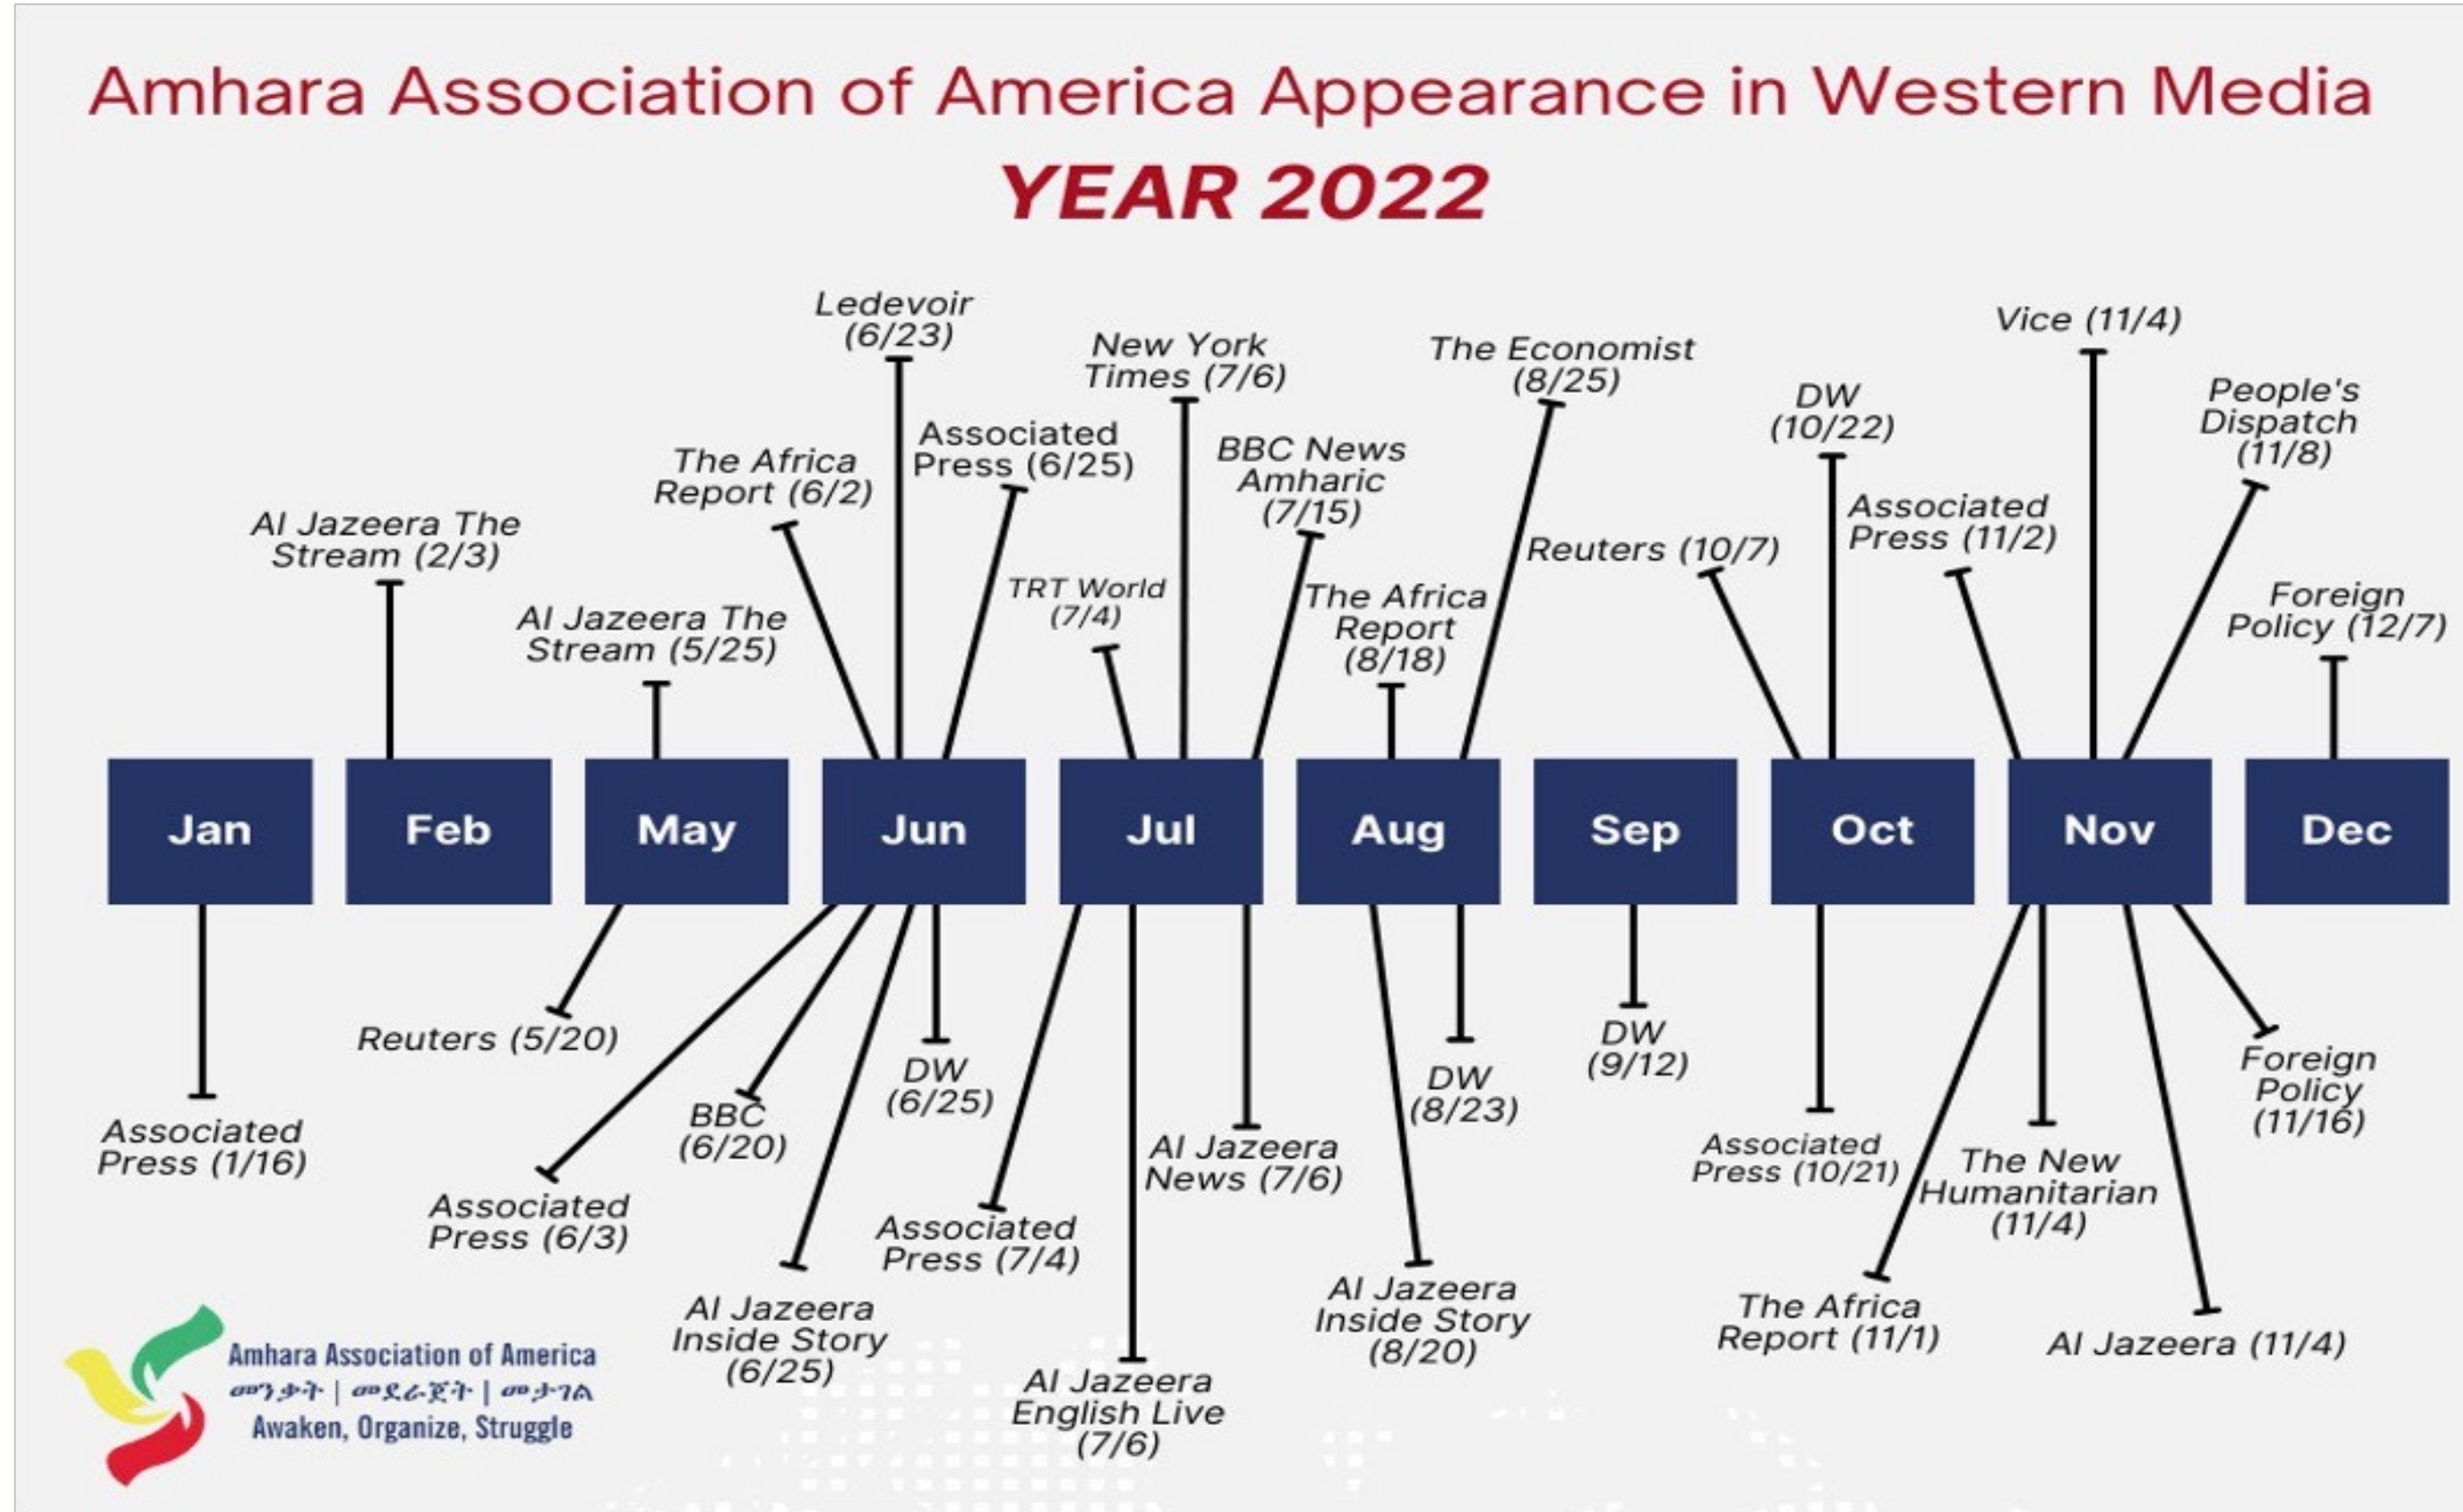 Amhara Association of America Appearance in Western Media
YEAR 2022
Ledevoir
(6/23)
Vice (11/4)
New York
Times (7/6)
The Economist
(8/25)
DW
(10/22)
People's
Dispatch
(11/8)
Associated
Press (6/25)
BBC News
Amharic
(7/15)
The Africa
Report (6/2)
Associated
Press (11/2)
Al Jazeera The
Stream (2/3)
Reuters (10/7)
TRT World
(7/4)
The Africa
Report
(8/18)
Foreign
Policy (12/7)
Al Jazeera The
Stream (5/25)
Jan
Feb
May
Jun
Jul
Aug
Sep
Oct
Nov
Dec
Reuters (5/20)
DW
(9/12)
DW
(6/25)
DW
(8/23)
Foreign
Policy
(11/16)
BBC
(6/20)
Associated
Press (1/16)
Al Jazeera
News (7/6)
Associated
Press (10/21)
The New
Humanitarian
(11/4)
Associated
Press (6/3)
Associated
Press (7/4)
Al Jazeera
Inside Story
(8/20)
Al Jazeera
Inside Story
(6/25)
The Africa
Report (11/1)
Al Jazeera (11/4)
Al Jazeera
English Live
(7/6)
Amhara Association of America
መንቃት | መደራጀት | መታገል
Awaken, Organize, Struggle